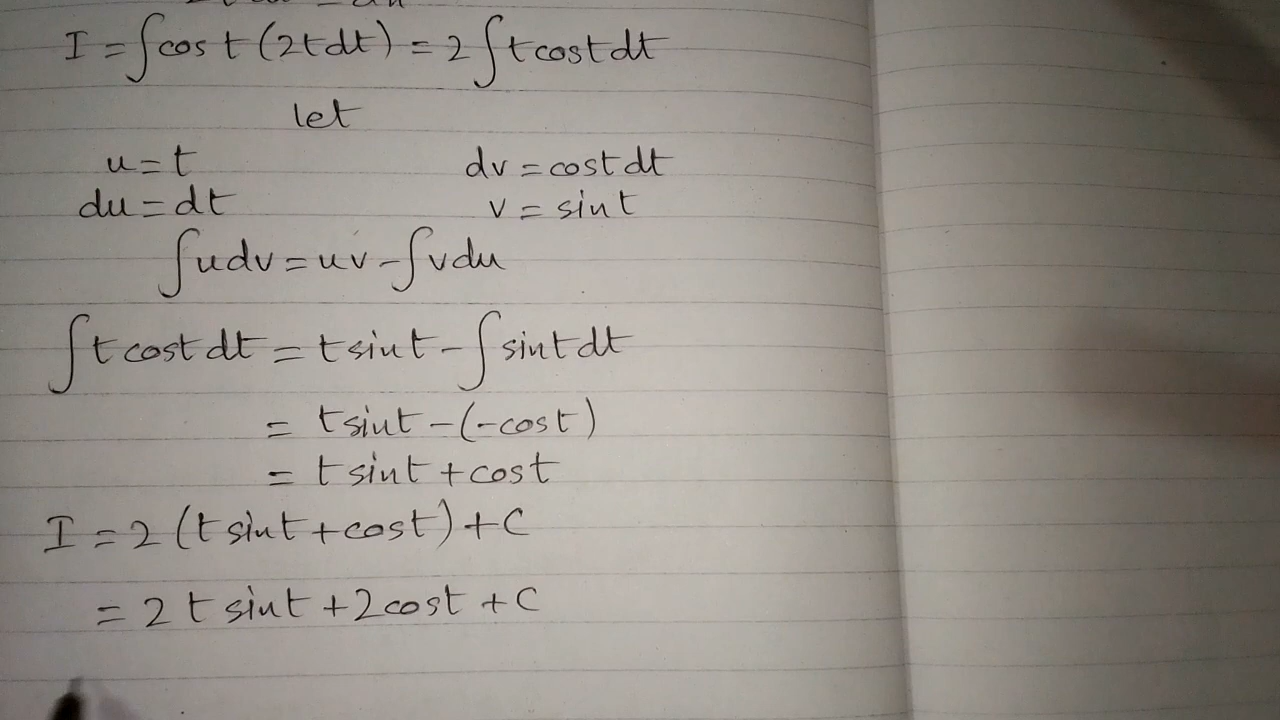 I = ∫cos t (2t dt) = 2 ∫ t cos t dt
let
u = t dv = cos t dt
du = dt v = sin t
∫u dv = uv - ∫v du
∫ t cos t dt = t sin t - ∫ sin t dt
= t sin t - (-cos t)
= t sin t + cos t
I = 2 (t sin t + cos t) + C
= 2 t sin t + 2 cos t + C